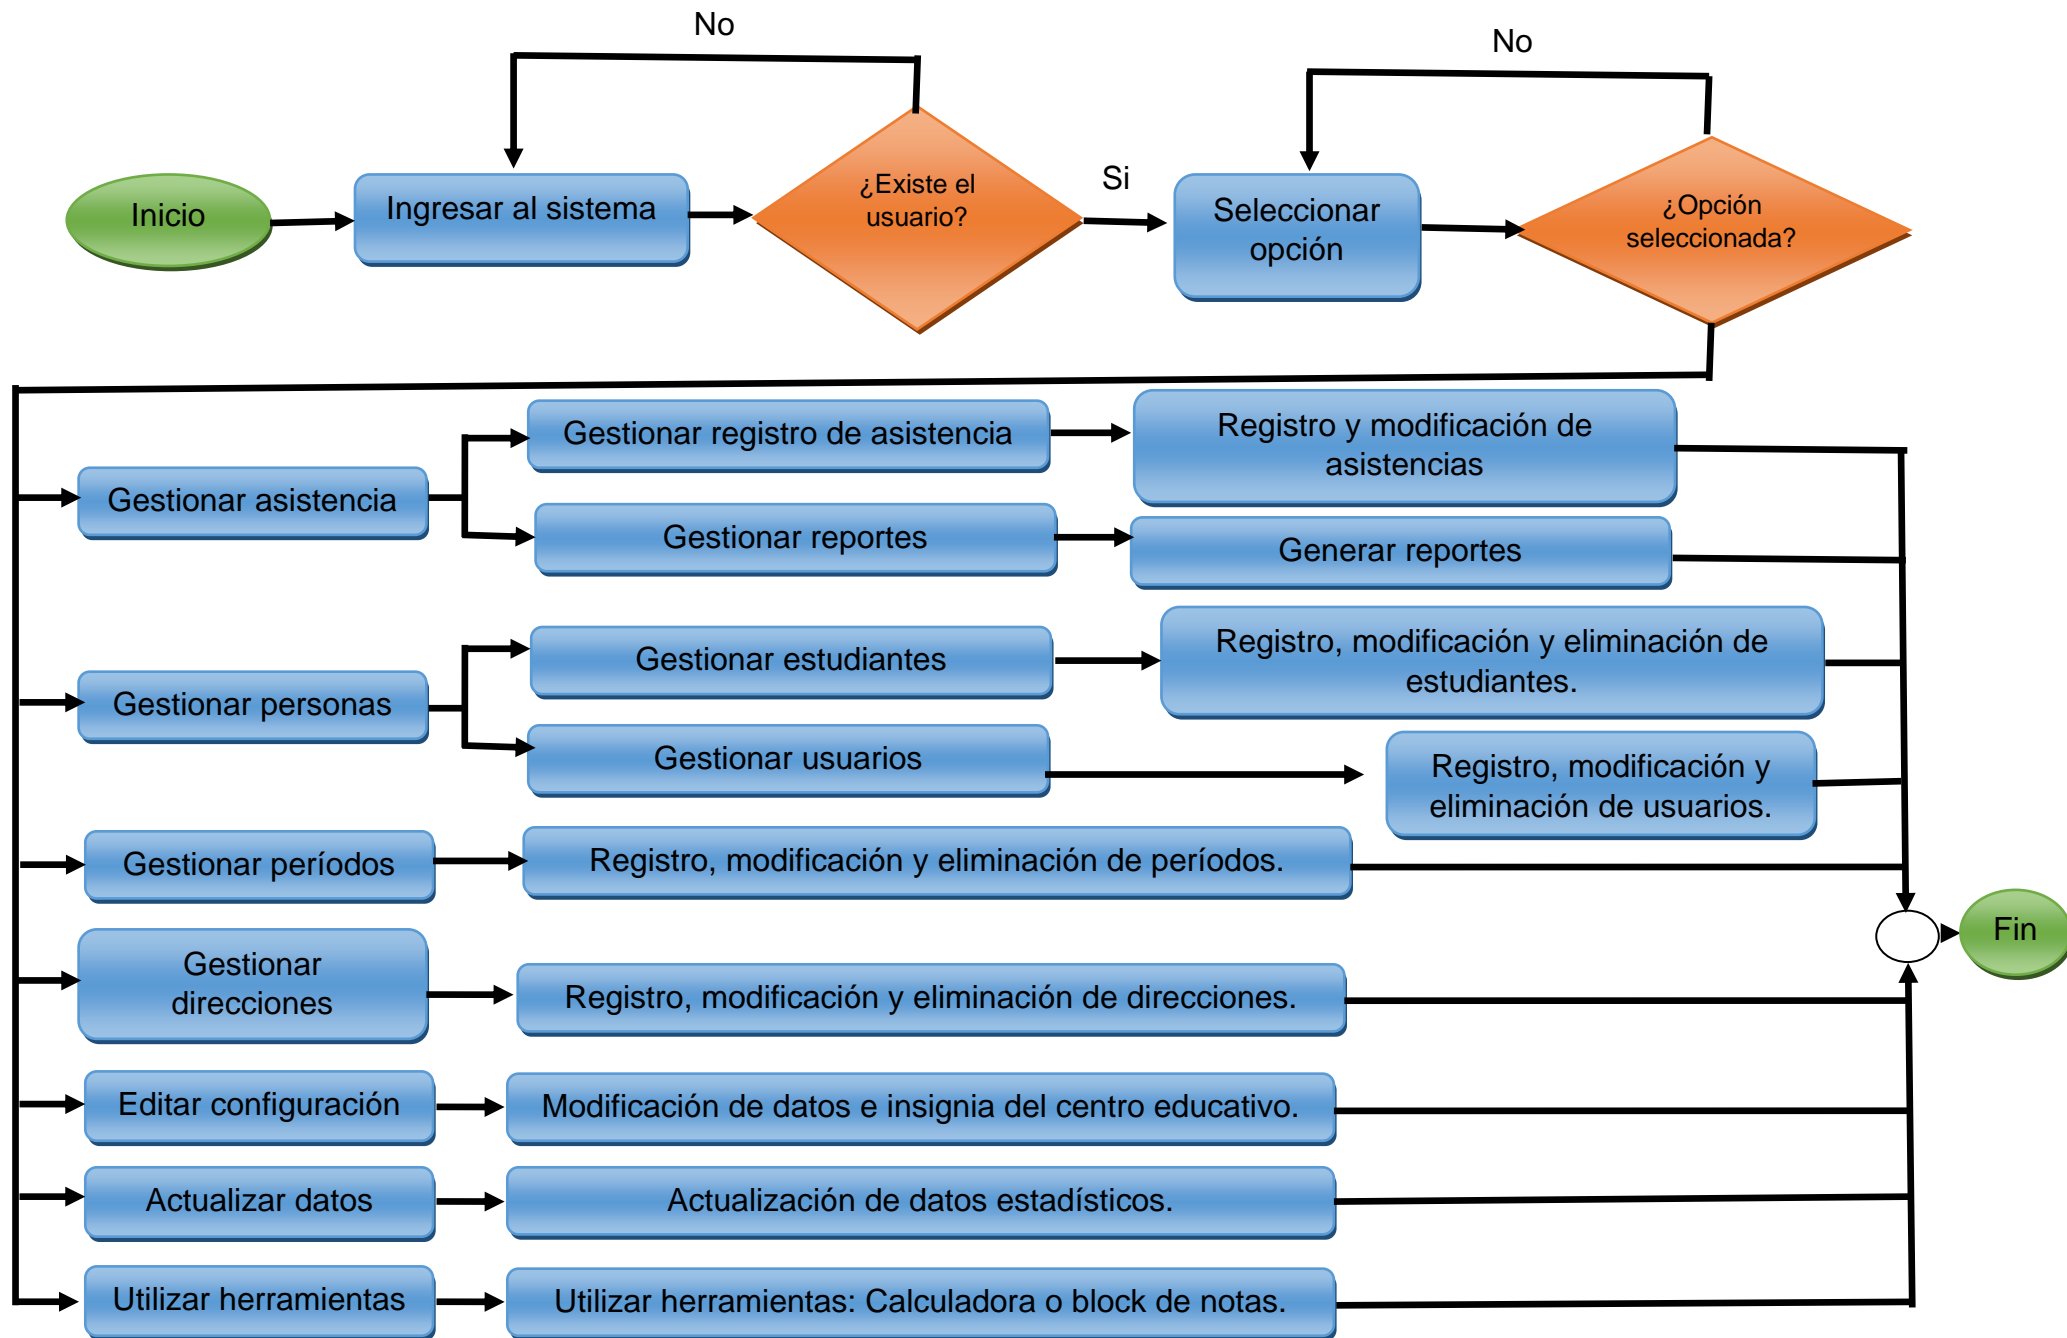 No
No
Inicio
Ingresar al sistema
¿Existe el
usuario?
Si
Seleccionar
opción
¿Opción
seleccionada?
Gestionar asistencia
Gestionar registro de asistencia
Registro y modificación de
asistencias
Gestionar reportes
Generar reportes
Gestionar personas
Gestionar estudiantes
Registro, modificación y eliminación de
estudiantes.
Gestionar usuarios
Registro, modificación y
eliminación de usuarios.
Gestionar períodos
Registro, modificación y eliminación de períodos.
Fin
Gestionar
direcciones
Registro, modificación y eliminación de direcciones.
Editar configuración
Modificación de datos e insignia del centro educativo.
Actualizar datos
Actualización de datos estadísticos.
Utilizar herramientas
Utilizar herramientas: Calculadora o block de notas.